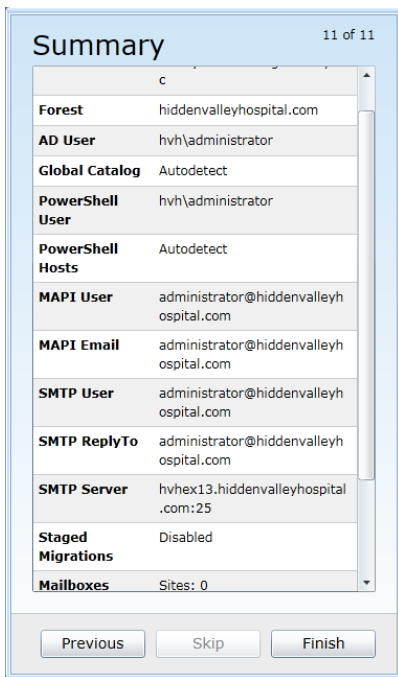 Summary
11 of 11
c
Forest hiddenvalleyhospital.com
AD User hvh\administrator
Global Catalog Autodetect
PowerShell hvh\administrator
User
PowerShell Autodetect
Hosts
MAPI User administrator@hiddenvalleyh
ospital.com
MAPI Email administrator@hiddenvalleyh
ospital.com
SMTP User administrator@hiddenvalleyh
ospital.com
SMTP ReplyTo administrator@hiddenvalleyh
ospital.com
SMTP Server hvhex13.hiddenvalleyhospital
.com:25
Staged Disabled
Migrations
Mailboxes Sites: 0
Previous Skip Finish